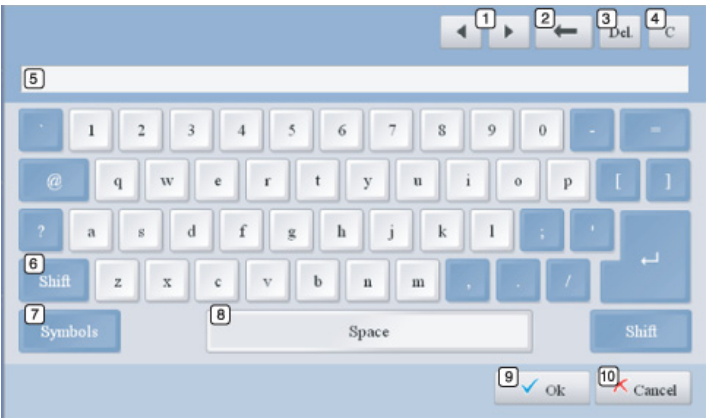 1 2 3 4
Del. C
5
` 1 2 3 4 5 6 7 8 9 0 - =
@ q w e r t y u i o p [ ]
? a s d f g h j k l ; '
6
Shift z x c v b n m , . /
7 8
Symbols Space Shift
9 10
Ok Cancel